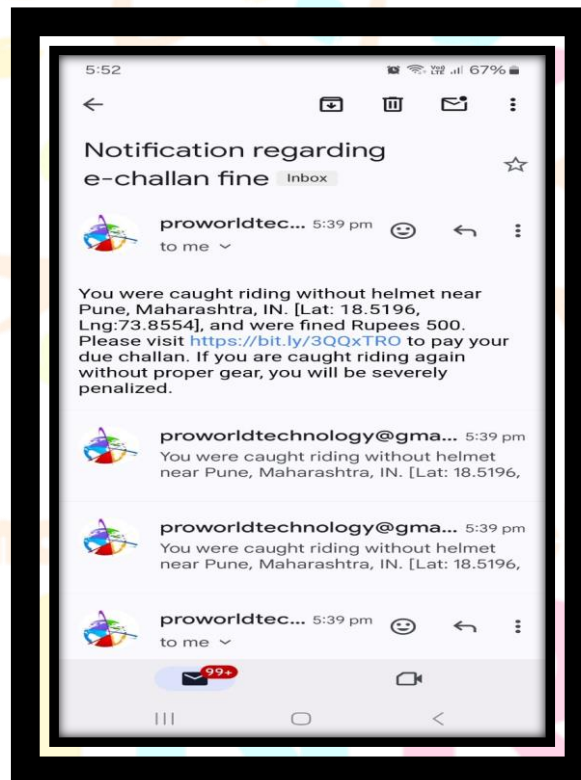 5:52
67%
Notification regarding
e-challan fine Inbox
proworldtec... 5:39 pm
to me
You were caught riding without helmet near
Pune, Maharashtra, IN. [Lat: 18.5196,
Lng:73.8554], and were fined Rupees 500.
Please visit https://bit.ly/3QQxTRO to pay your
due challan. If you are caught riding again
without proper gear, you will be severely
penalized.
proworldtechnology@gma... 5:39 pm
You were caught riding without helmet
near Pune, Maharashtra, IN. [Lat: 18.5196,
proworldtechnology@gma... 5:39 pm
You were caught riding without helmet
near Pune, Maharashtra, IN. [Lat: 18.5196,
proworldtec... 5:39 pm
to me
99+